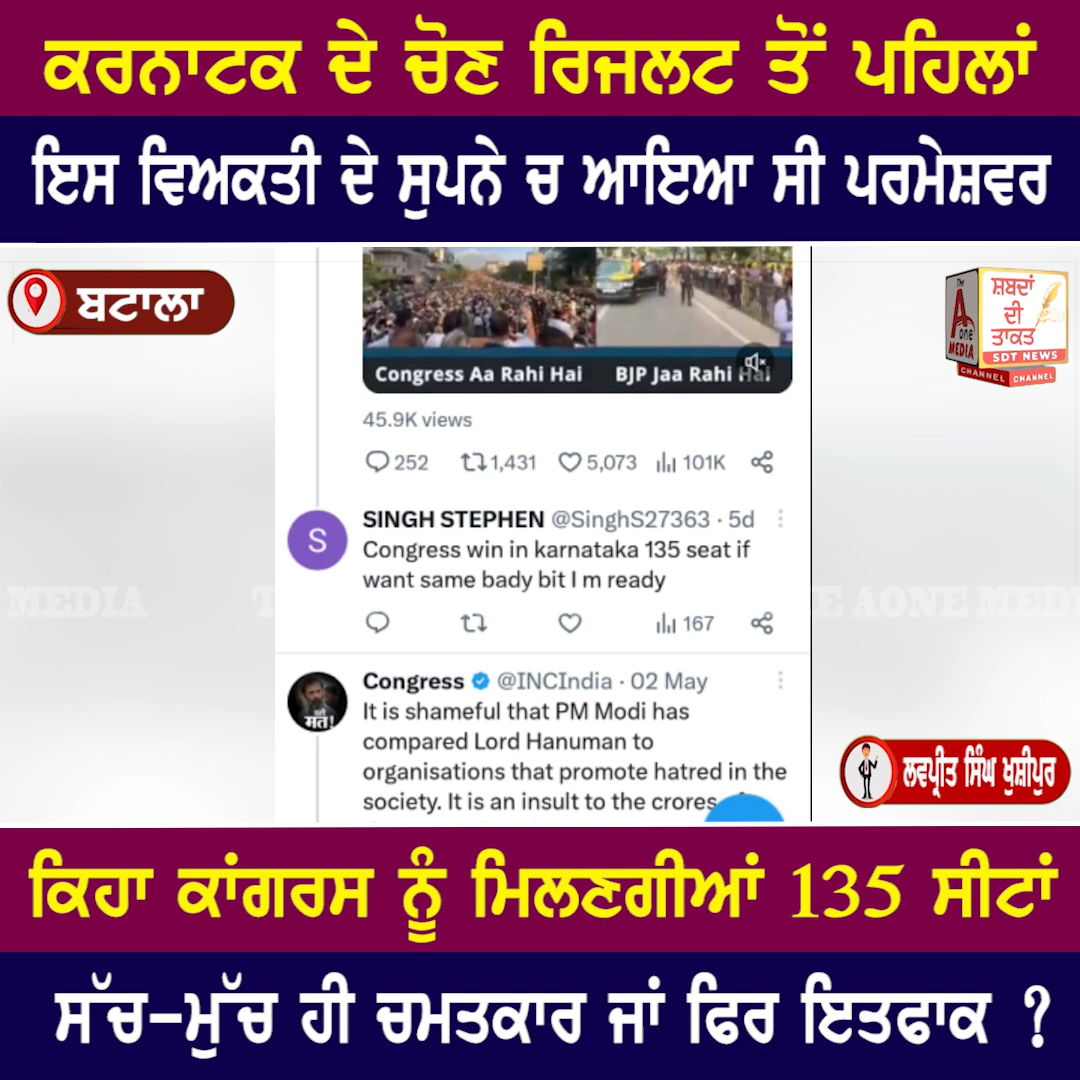 ਕਰਨਾਟਕ ਦੇ ਚੋਣ ਰਿਜਲਟ ਤੋਂ ਪਹਿਲਾਂ
ਇਸ ਵਿਅਕਤੀ ਦੇ ਸੁਪਨੇ ਚ ਆਇਆ ਸੀ ਪਰਮੇਸ਼ਵਰ
ਬਟਾਲਾ
The
A
one
MEDIA
CHANNEL
ਸ਼ਬਦਾਂ
ਦੀ
ਤਾਕਤ
SDT NEWS
CHANNEL
Congress Aa Rahi Hai BJP Jaa Rahi Hai
45.9K views
252 1,431 5,073 101K
S
SINGH STEPHEN @SinghS27363 · 5d
Congress win in karnataka 135 seat if
want same bady bit I m ready
167
MEDIA
E AONE MEDI
Congress @INCIndia · 02 May
It is shameful that PM Modi has
compared Lord Hanuman to
organisations that promote hatred in the
society. It is an insult to the crores
मत!
ਲਵਪ੍ਰੀਤ ਸਿੰਘ ਖੁਸ਼ੀਪੁਰ
ਕਿਹਾ ਕਾਂਗਰਸ ਨੂੰ ਮਿਲਣਗੀਆਂ 135 ਸੀਟਾਂ
ਸੱਚ-ਮੁੱਚ ਹੀ ਚਮਤਕਾਰ ਜਾਂ ਫਿਰ ਇਤਫਾਕ ?